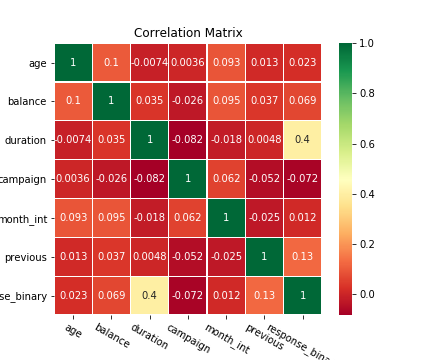 Correlation Matrix
age 1 0.1 -0.0074 0.0036 0.093 0.013 0.023
balance 0.1 1 0.035 -0.026 0.095 0.037 0.069
duration -0.0074 0.035 1 -0.082 -0.018 0.0048 0.4
campaign 0.0036 -0.026 -0.082 1 0.062 -0.052 -0.072
month_int 0.093 0.095 -0.018 0.062 1 -0.025 0.012
previous 0.013 0.037 0.0048 -0.052 -0.025 1 0.13
se_binary 0.023 0.069 0.4 -0.072 0.012 0.13 1
age balance duration campaign month_int previous response_bina
1.0
0.8
0.6
0.4
0.2
0.0